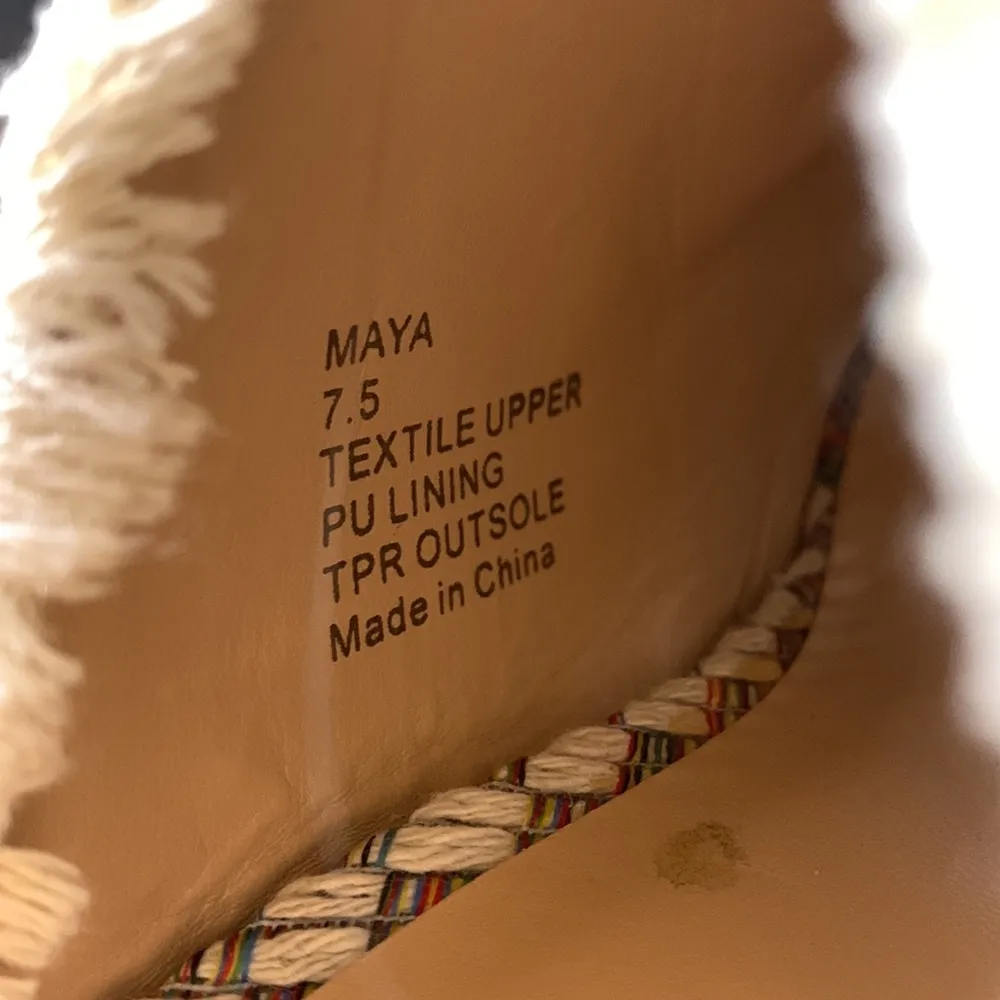 MAYA
7.5
TEXTILE UPPER
PU LINING
TPR OUTSOLE
Made in China